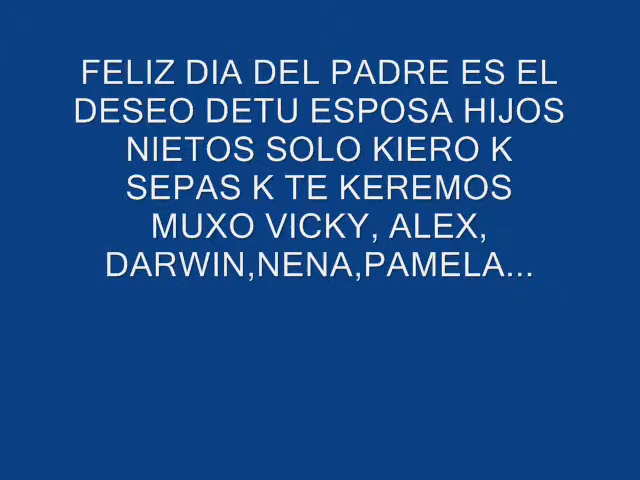 FELIZ DIA DEL PADRE ES EL
DESEO DETU ESPOSA HIJOS
NIETOS SOLO KIERO K
SEPAS K TE KEREMOS
MUXO VICKY, ALEX,
DARWIN,NENA,PAMELA...